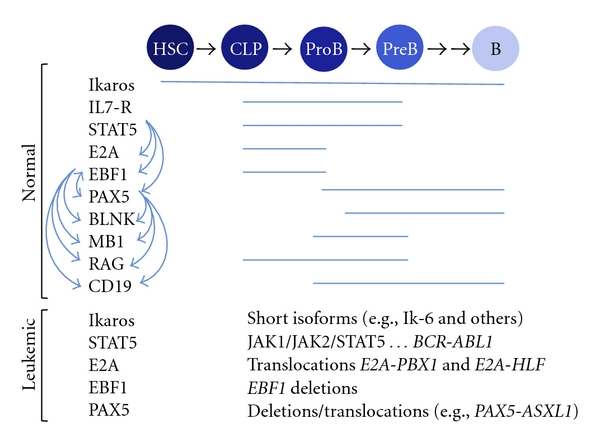 HSC → CLP → ProB → PreB → → B
Normal
Ikaros
IL7-R
STAT5
E2A
EBF1
PAX5
BLNK
MB1
RAG
CD19
Leukemic
Ikaros Short isoforms (e.g., Ik-6 and others)
STAT5 JAK1/JAK2/STAT5 ... BCR-ABL1
E2A Translocations E2A-PBX1 and E2A-HLF
EBF1 EBF1 deletions
PAX5 Deletions/translocations (e.g., PAX5-ASXL1)